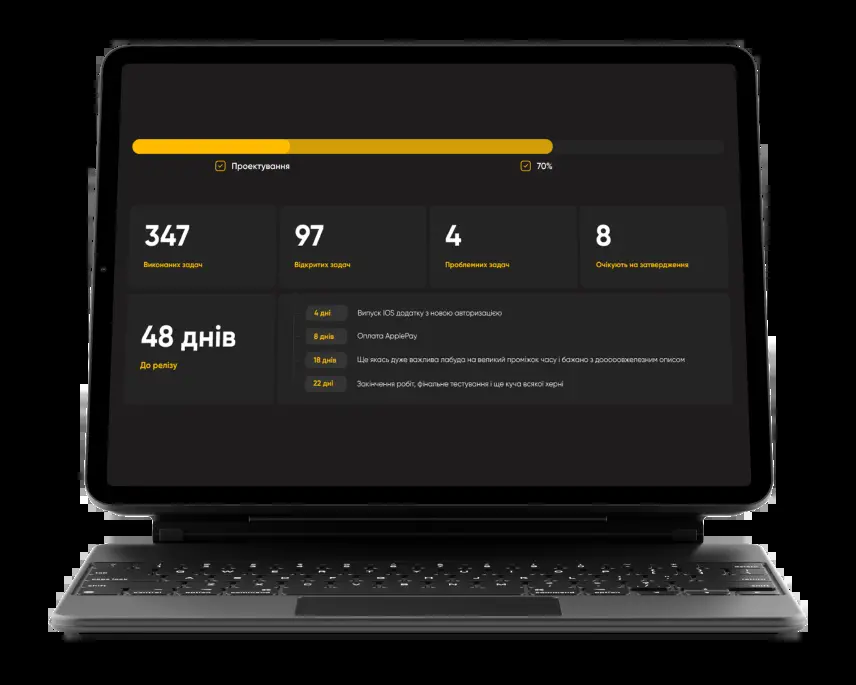 Проектування
70%
347
Виконаних задач
97
Відкритих задач
4
Проблемних задач
8
Очікують на затвердження
48 днів
До релізу
4 дні
Випуск IOS додатку з новою авторизацією
8 днів
Оплата ApplePay
18 днів
Ще якась дуже важлива лабуда на великий проміжок часу і бажано з дооооовжелезним описом
22 дні
Закінчення робіт, фінальне тестування і ще куча всякої херні